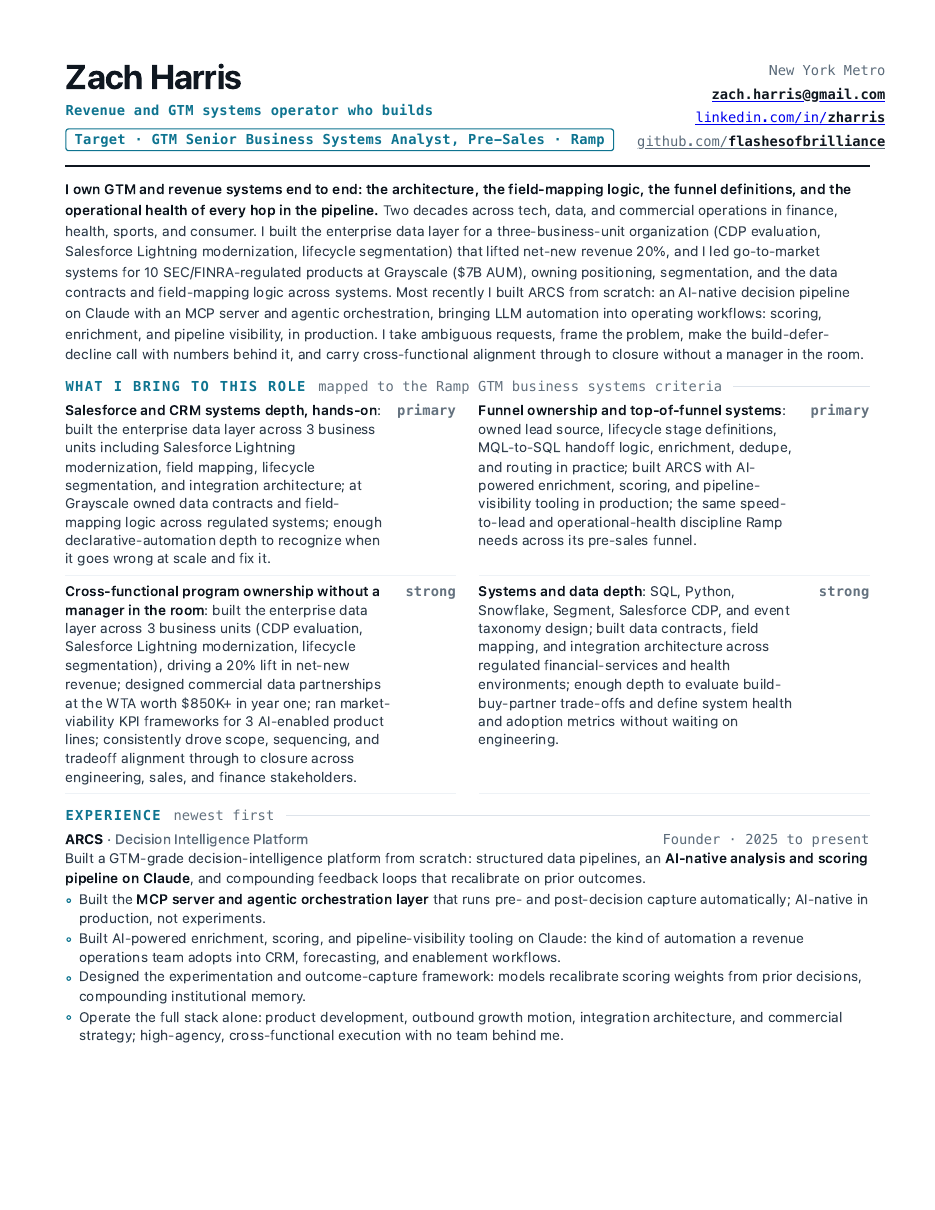 Zach Harris
Revenue and GTM systems operator who builds
Target · GTM Senior Business Systems Analyst, Pre-Sales · Ramp
New York Metro
zach.harris@gmail.com
linkedin.com/in/zharris
github.com/flashesofbrilliance
I own GTM and revenue systems end to end: the architecture, the field-mapping logic, the funnel definitions, and the
operational health of every hop in the pipeline. Two decades across tech, data, and commercial operations in finance,
health, sports, and consumer. I built the enterprise data layer for a three-business-unit organization (CDP evaluation,
Salesforce Lightning modernization, lifecycle segmentation) that lifted net-new revenue 20%, and I led go-to-market
systems for 10 SEC/FINRA-regulated products at Grayscale ($7B AUM), owning positioning, segmentation, and the data
contracts and field-mapping logic across systems. Most recently I built ARCS from scratch: an AI-native decision pipeline
on Claude with an MCP server and agentic orchestration, bringing LLM automation into operating workflows: scoring,
enrichment, and pipeline visibility, in production. I take ambiguous requests, frame the problem, make the build-defer-
decline call with numbers behind it, and carry cross-functional alignment through to closure without a manager in the room.
WHAT I BRING TO THIS ROLE mapped to the Ramp GTM business systems criteria
Salesforce and CRM systems depth, hands-on: primary
built the enterprise data layer across 3 business
units including Salesforce Lightning
modernization, field mapping, lifecycle
segmentation, and integration architecture; at
Grayscale owned data contracts and field-
mapping logic across regulated systems; enough
declarative-automation depth to recognize when
it goes wrong at scale and fix it.
Funnel ownership and top-of-funnel systems: primary
owned lead source, lifecycle stage definitions,
MQL-to-SQL handoff logic, enrichment, dedupe,
and routing in practice; built ARCS with AI-
powered enrichment, scoring, and pipeline-
visibility tooling in production; the same speed-
to-lead and operational-health discipline Ramp
needs across its pre-sales funnel.
Cross-functional program ownership without a strong
manager in the room: built the enterprise data
layer across 3 business units (CDP evaluation,
Salesforce Lightning modernization, lifecycle
segmentation), driving a 20% lift in net-new
revenue; designed commercial data partnerships
at the WTA worth $850K+ in year one; ran market-
viability KPI frameworks for 3 AI-enabled product
lines; consistently drove scope, sequencing, and
tradeoff alignment through to closure across
engineering, sales, and finance stakeholders.
Systems and data depth: SQL, Python, strong
Snowflake, Segment, Salesforce CDP, and event
taxonomy design; built data contracts, field
mapping, and integration architecture across
regulated financial-services and health
environments; enough depth to evaluate build-
buy-partner trade-offs and define system health
and adoption metrics without waiting on
engineering.
EXPERIENCE newest first
ARCS · Decision Intelligence Platform Founder · 2025 to present
Built a GTM-grade decision-intelligence platform from scratch: structured data pipelines, an AI-native analysis and scoring
pipeline on Claude, and compounding feedback loops that recalibrate on prior outcomes.
Built the MCP server and agentic orchestration layer that runs pre- and post-decision capture automatically; AI-native in
production, not experiments.
Built AI-powered enrichment, scoring, and pipeline-visibility tooling on Claude: the kind of automation a revenue
operations team adopts into CRM, forecasting, and enablement workflows.
Designed the experimentation and outcome-capture framework: models recalibrate scoring weights from prior decisions,
compounding institutional memory.
Operate the full stack alone: product development, outbound growth motion, integration architecture, and commercial
strategy; high-agency, cross-functional execution with no team behind me.